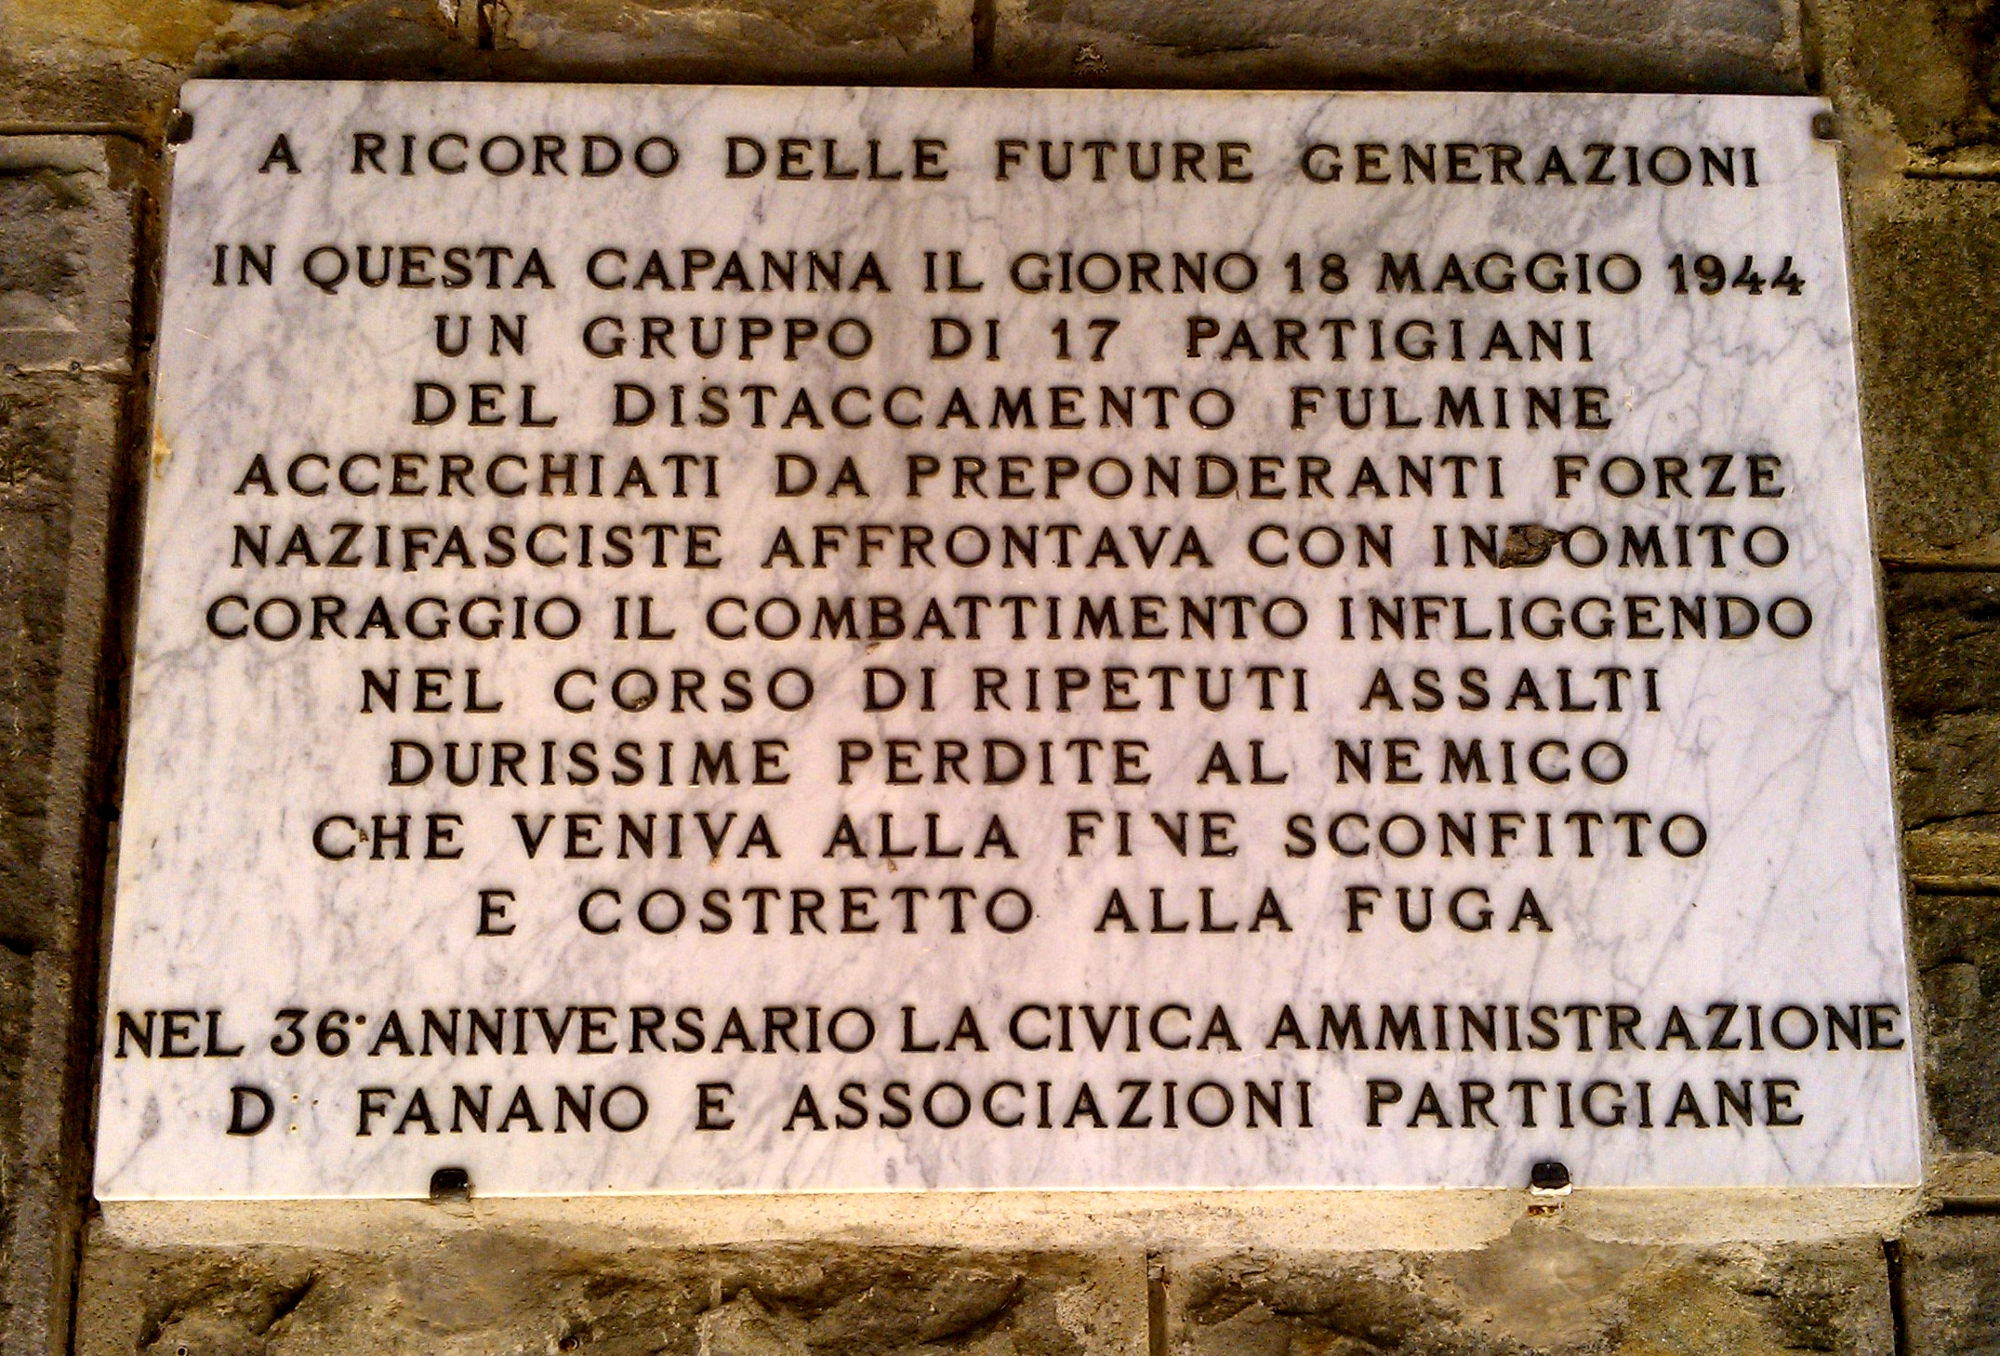 A RICORDO DELLE FUTURE GENERAZIONI
IN QUESTA CAPANNA IL GIORNO 18 MAGGIO 1944
UN GRUPPO DI 17 PARTIGIANI
DEL DISTACCAMENTO FULMINE
ACCERCHIATI DA PREPONDERANTI FORZE
NAZIFASCISTE AFFRONTAVA CON INDOMITO
CORAGGIO IL COMBATTIMENTO INFLIGGENDO
NEL CORSO DI RIPETUTI ASSALTI
DURISSIME PERDITE AL NEMICO
CHE VENIVA ALLA FINE SCONFITTO
E COSTRETTO ALLA FUGA
NEL 36° ANNIVERSARIO LA CIVICA AMMINISTRAZIONE
D FANANO E ASSOCIAZIONI PARTIGIANE